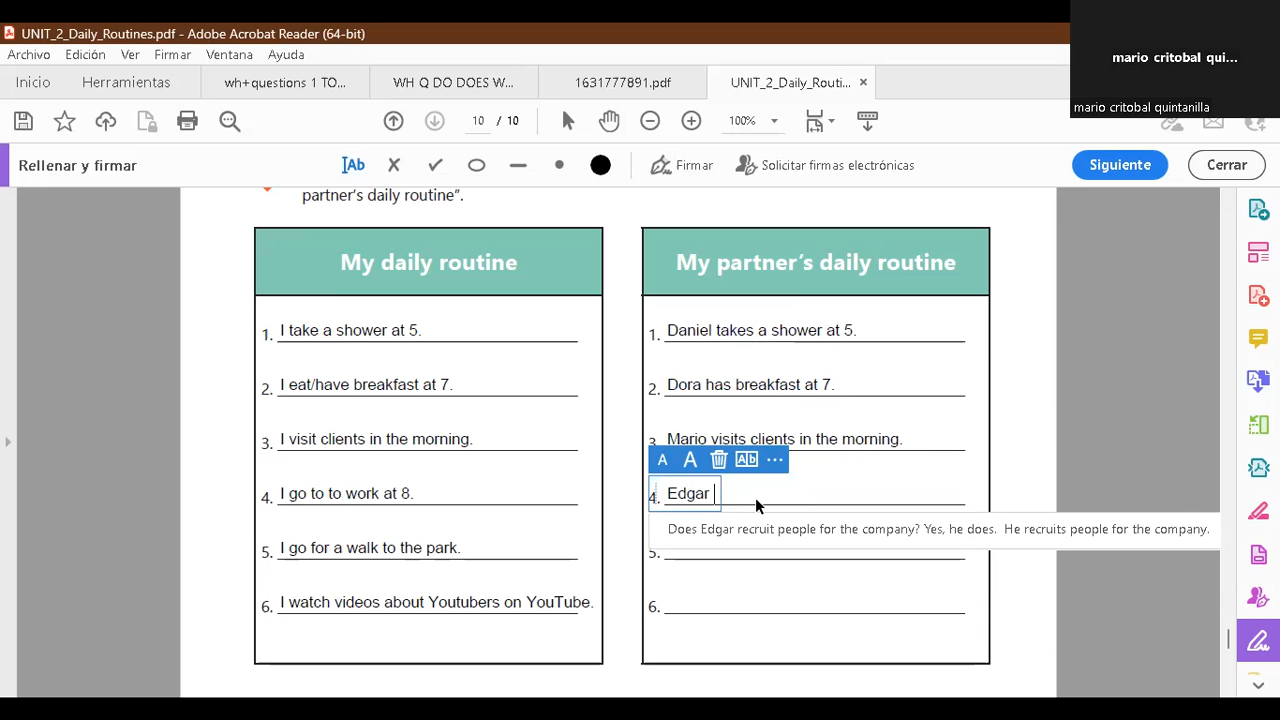 UNIT_2_Daily_Routines.pdf - Adobe Acrobat Reader (64-bit)
mario critobal qui...
mario critobal quintanilla
Archivo Edición Ver Firmar Ventana Ayuda
Inicio Herramientas wh+questions 1 TO... WH Q DO DOES W... 1631777891.pdf UNIT_2_Daily_Routi... ×
10 / 10 100%
Rellenar y firmar Ab Firmar Solicitar firmas electrónicas Siguiente Cerrar
partner's daily routine".
My daily routine
1. I take a shower at 5.
2. I eat/have breakfast at 7.
3. I visit clients in the morning.
4. I go to to work at 8.
5. I go for a walk to the park.
6. I watch videos about Youtubers on YouTube.
My partner's daily routine
1. Daniel takes a shower at 5.
2. Dora has breakfast at 7.
3. Mario visits clients in the morning.
A A Ab ...
4. Edgar
Does Edgar recruit people for the company? Yes, he does. He recruits people for the company.
5.
6.